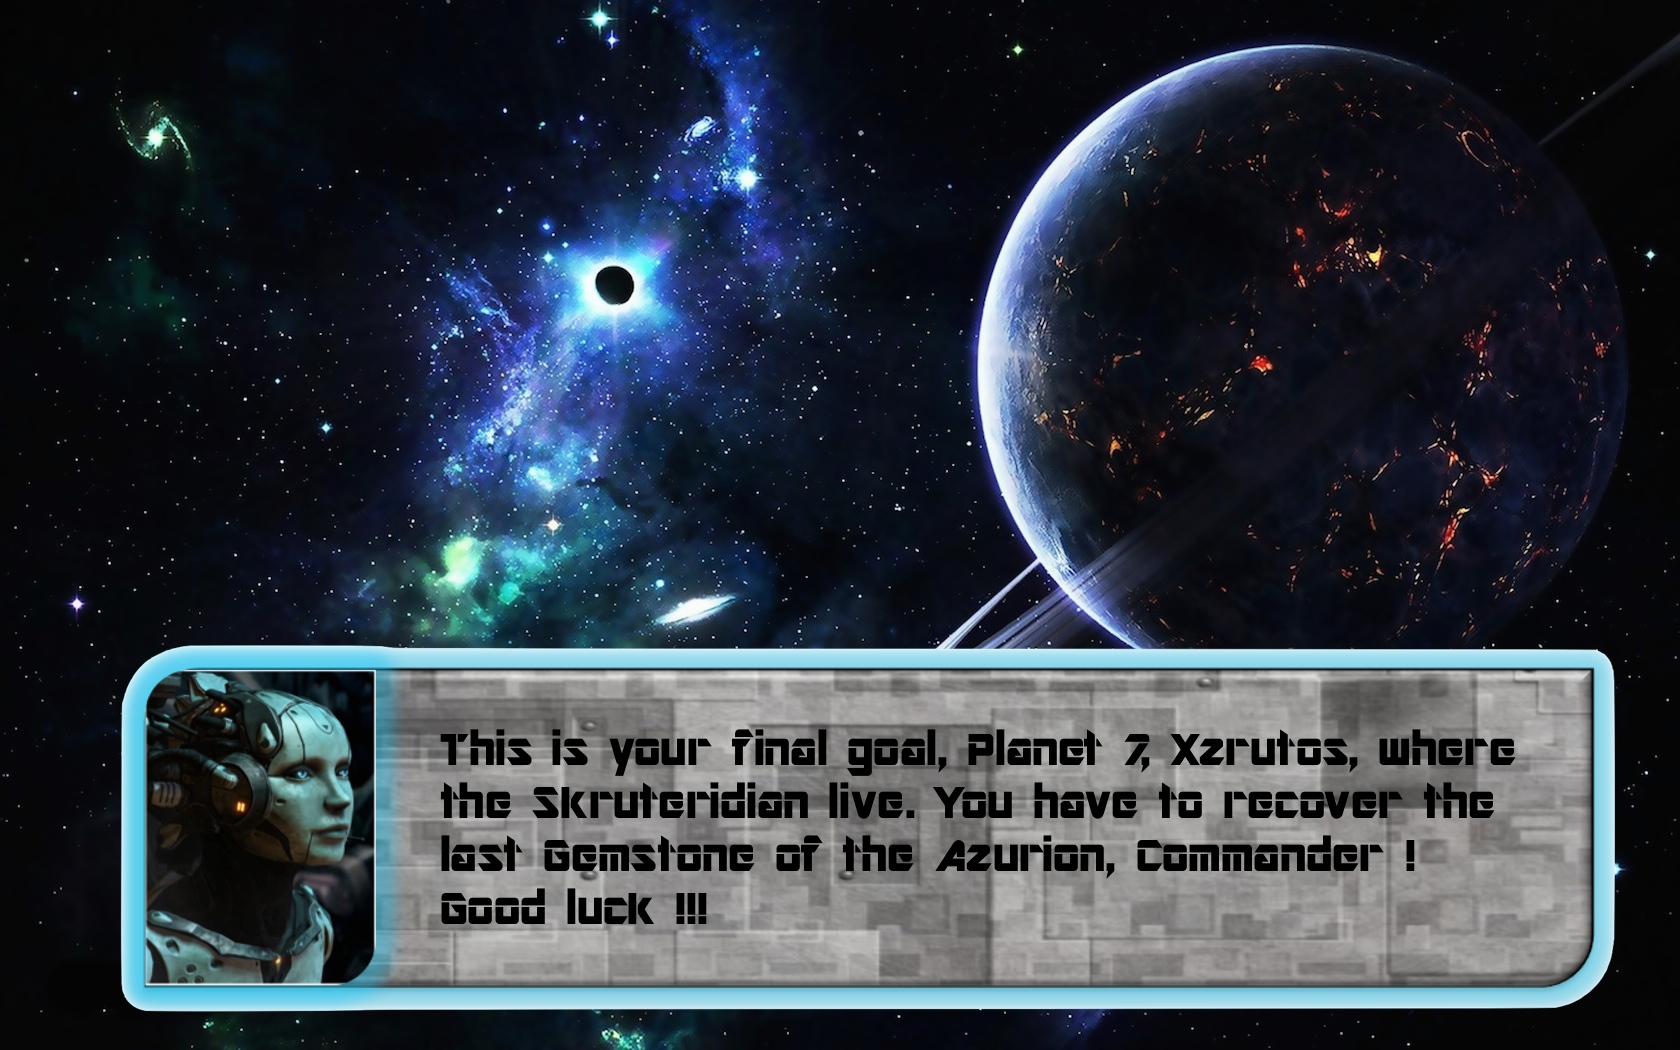 This is your final goal, Planet 7, Xzrutos, where
the Skruteridian live. You have to recover the
last Gemstone of the Azurion, Commander !
Good luck !!!